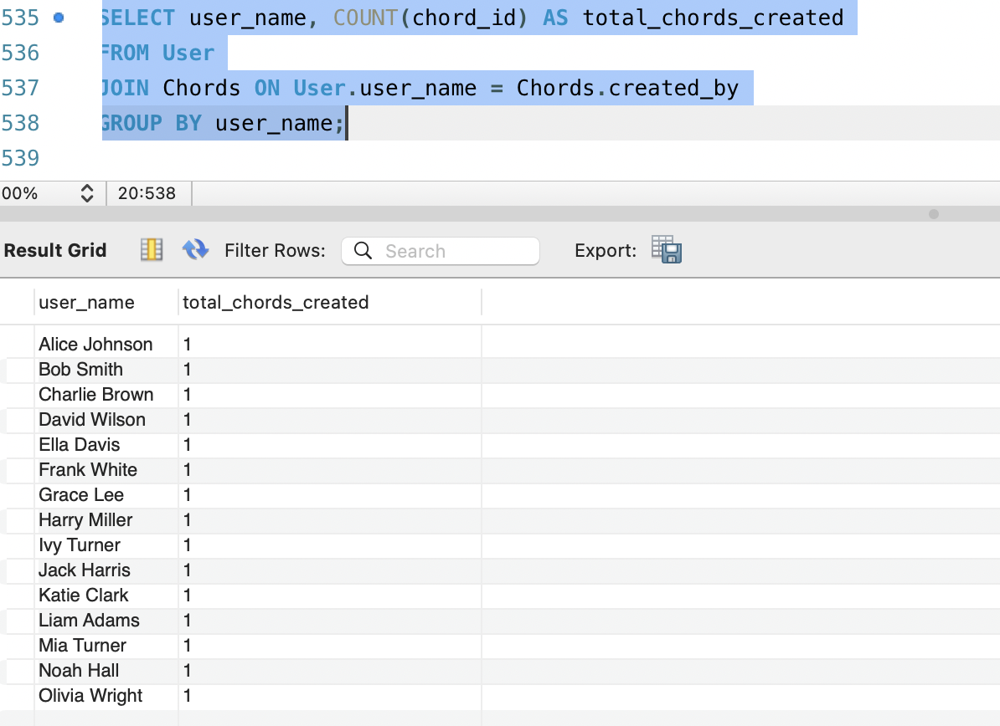 535 SELECT user_name, COUNT(chord_id) AS total_chords_created
536 FROM User
537 JOIN Chords ON User.user_name = Chords.created_by
538 GROUP BY user_name;
539
00% 20:538
Result Grid Filter Rows: Search Export:
user_name total_chords_created
Alice Johnson 1
Bob Smith 1
Charlie Brown 1
David Wilson 1
Ella Davis 1
Frank White 1
Grace Lee 1
Harry Miller 1
Ivy Turner 1
Jack Harris 1
Katie Clark 1
Liam Adams 1
Mia Turner 1
Noah Hall 1
Olivia Wright 1